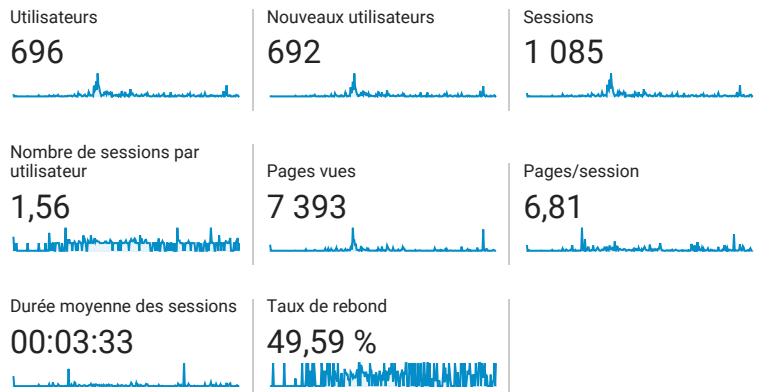 Utilisateurs
696
Nouveaux utilisateurs
692
Sessions
1 085
Nombre de sessions par
utilisateur
1,56
Pages vues
7 393
Pages/session
6,81
Durée moyenne des sessions
00:03:33
Taux de rebond
49,59 %